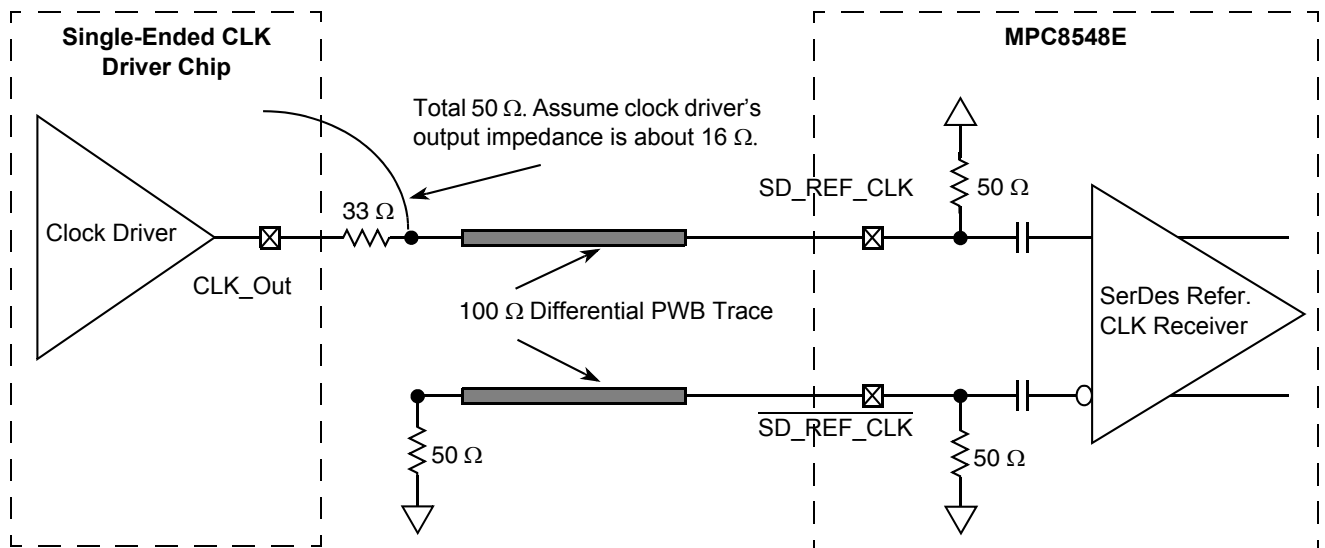 Single-Ended CLK
Driver Chip
MPC8548E
Total 50 Ω. Assume clock driver's
output impedance is about 16 Ω.
SD_REF_CLK
50 Ω
33 Ω
Clock Driver
CLK_Out
100 Ω Differential PWB Trace
SerDes Refer.
CLK Receiver
SD_REF_CLK
50 Ω
50 Ω